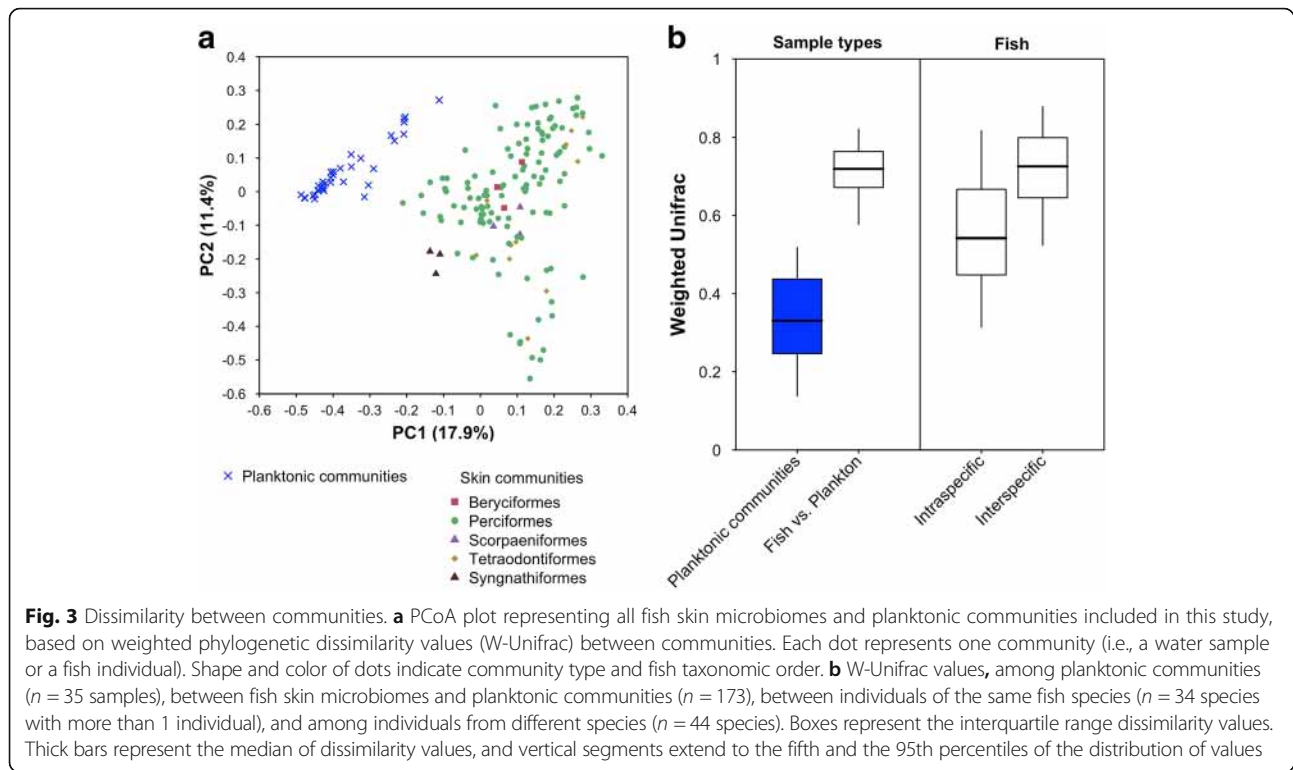 a
0.4
0.3
0.2
0.1
0
-0.1
-0.2
-0.3
-0.4
-0.5
-0.6
PC2 (11.4%)
-0.6 -0.5 -0.4 -0.3 -0.2 -0.1 0 0.1 0.2 0.3 0.4
PC1 (17.9%)
Planktonic communities
Skin communities
Beryciformes
Perciformes
Scorpaeniformes
Tetraodontiformes
Syngnathiformes
b
Sample types Fish
1
0.8
0.6
0.4
0.2
0
Weighted Unifrac
Planktonic communities
Fish vs. Plankton
Intraspecific
Interspecific
Fig. 3 Dissimilarity between communities. a PCoA plot representing all fish skin microbiomes and planktonic communities included in this study,
based on weighted phylogenetic dissimilarity values (W-Unifrac) between communities. Each dot represents one community (i.e., a water sample
or a fish individual). Shape and color of dots indicate community type and fish taxonomic order. b W-Unifrac values, among planktonic communities
(n = 35 samples), between fish skin microbiomes and planktonic communities (n = 173), between individuals of the same fish species (n = 34 species
with more than 1 individual), and among individuals from different species (n = 44 species). Boxes represent the interquartile range dissimilarity values.
Thick bars represent the median of dissimilarity values, and vertical segments extend to the fifth and the 95th percentiles of the distribution of values